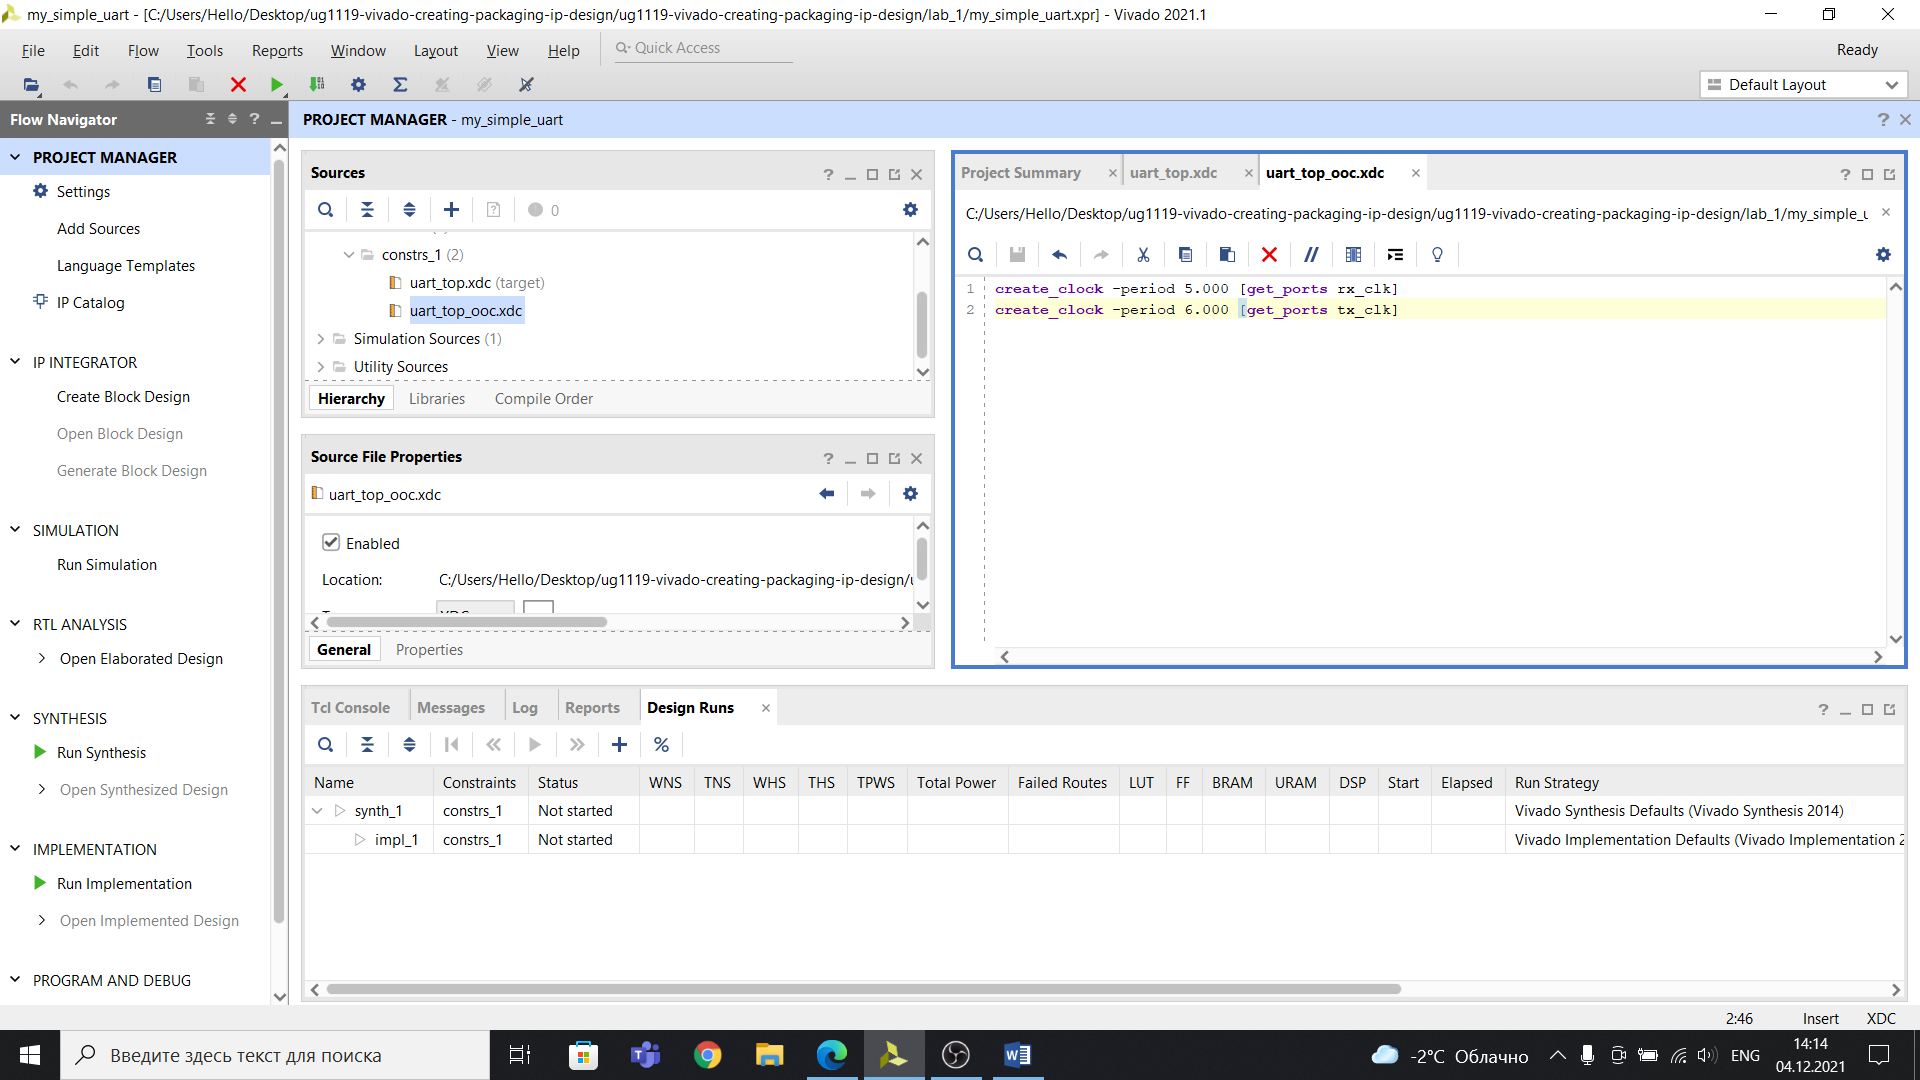 my_simple_uart - [C:/Users/Hello/Desktop/ug1119-vivado-creating-packaging-ip-design/ug1119-vivado-creating-packaging-ip-design/lab_1/my_simple_uart.xpr] - Vivado 2021.1
File Edit Flow Tools Reports Window Layout View Help Quick Access Ready
Default Layout
Flow Navigator
PROJECT MANAGER - my_simple_uart
PROJECT MANAGER
Settings
Add Sources
Language Templates
IP Catalog
IP INTEGRATOR
Create Block Design
Open Block Design
Generate Block Design
SIMULATION
Run Simulation
RTL ANALYSIS
Open Elaborated Design
SYNTHESIS
Run Synthesis
Open Synthesized Design
IMPLEMENTATION
Run Implementation
Open Implemented Design
PROGRAM AND DEBUG
Sources
0
constrs_1 (2)
uart_top.xdc (target)
uart_top_ooc.xdc
Simulation Sources (1)
Utility Sources
Hierarchy Libraries Compile Order
Source File Properties
uart_top_ooc.xdc
Enabled
Location: C:/Users/Hello/Desktop/ug1119-vivado-creating-packaging-ip-design/u
General Properties
Project Summary uart_top.xdc uart_top_ooc.xdc
C:/Users/Hello/Desktop/ug1119-vivado-creating-packaging-ip-design/ug1119-vivado-creating-packaging-ip-design/lab_1/my_simple_u
1 create_clock -period 5.000 [get_ports rx_clk]
2 create_clock -period 6.000 [get_ports tx_clk]
Tcl Console Messages Log Reports Design Runs
Name Constraints Status WNS TNS WHS THS TPWS Total Power Failed Routes LUT FF BRAM URAM DSP Start Elapsed Run Strategy
synth_1 constrs_1 Not started Vivado Synthesis Defaults (Vivado Synthesis 2014)
impl_1 constrs_1 Not started Vivado Implementation Defaults (Vivado Implementation 2
2:46 Insert XDC
Введите здесь текст для поиска
-2°C Облачно ENG 14:14
04.12.2021